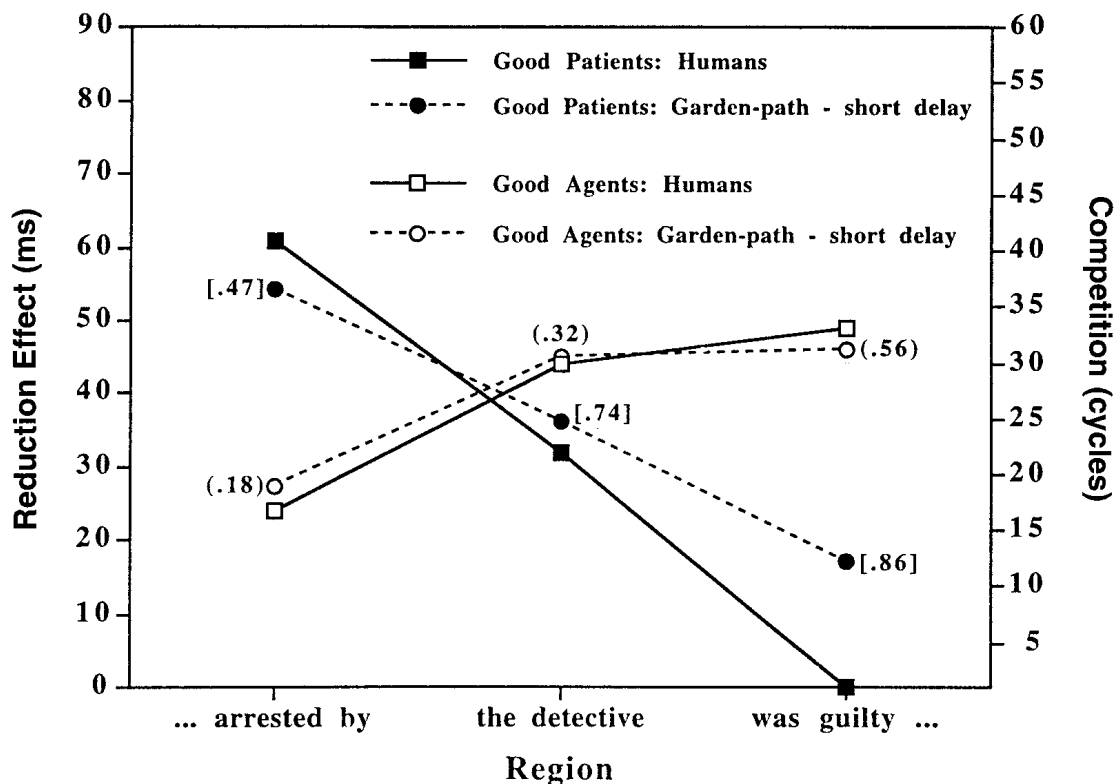 90
80
70
60
50
40
30
20
10
0
Reduction Effect (ms)
Good Patients: Humans
Good Patients: Garden-path - short delay
Good Agents: Humans
Good Agents: Garden-path - short delay
[.47]
(.18)
(.32)
[.74]
(.56)
[.86]
60
55
50
45
40
35
30
25
20
15
10
5
Competition (cycles)
... arrested by
the detective
was guilty ...
Region